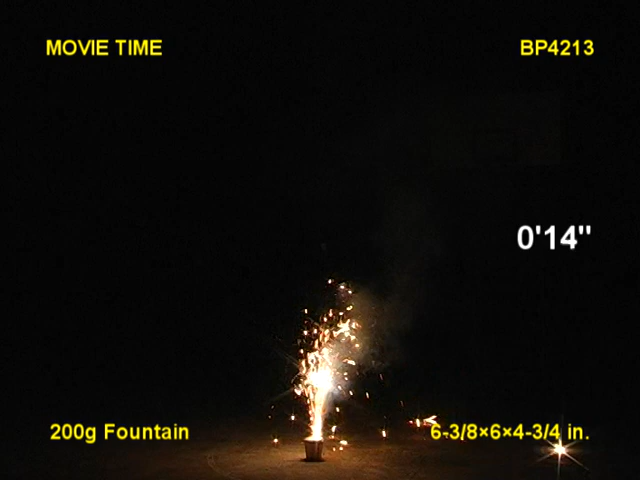 MOVIE TIME
BP4213
0'14"
200g Fountain
6-3/8×6×4-3/4 in.